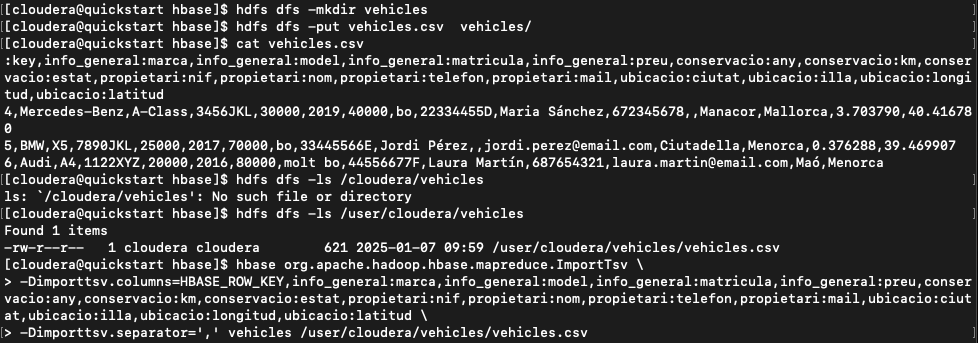 [[cloudera@quickstart hbase]$ hdfs dfs -mkdir vehicles ]
[[cloudera@quickstart hbase]$ hdfs dfs -put vehicles.csv  vehicles/ ]
[[cloudera@quickstart hbase]$ cat vehicles.csv ]
:key,info_general:marca,info_general:model,info_general:matricula,info_general:preu,conservacio:any,conservacio:km,conser
vacio:estat,propietari:nif,propietari:nom,propietari:telefon,propietari:mail,ubicacio:ciutat,ubicacio:illa,ubicacio:longi
tud,ubicacio:latitud
4,Mercedes-Benz,A-Class,3456JKL,30000,2019,40000,bo,22334455D,Maria Sánchez,672345678,,Manacor,Mallorca,3.703790,40.41678
0
5,BMW,X5,7890JKL,25000,2017,70000,bo,33445566E,Jordi Pérez,,jordi.perez@email.com,Ciutadella,Menorca,0.376288,39.469907
6,Audi,A4,1122XYZ,20000,2016,80000,molt bo,44556677F,Laura Martín,687654321,laura.martin@email.com,Maó,Menorca
[[cloudera@quickstart hbase]$ hdfs dfs -ls /cloudera/vehicles ]
ls: `/cloudera/vehicles': No such file or directory
[[cloudera@quickstart hbase]$ hdfs dfs -ls /user/cloudera/vehicles ]
Found 1 items
-rw-r--r--   1 cloudera cloudera        621 2025-01-07 09:59 /user/cloudera/vehicles/vehicles.csv
[[cloudera@quickstart hbase]$ hbase org.apache.hadoop.hbase.mapreduce.ImportTsv \ ]
> -Dimporttsv.columns=HBASE_ROW_KEY,info_general:marca,info_general:model,info_general:matricula,info_general:preu,conser
vacio:any,conservacio:km,conservacio:estat,propietari:nif,propietari:nom,propietari:telefon,propietari:mail,ubicacio:ciut
at,ubicacio:illa,ubicacio:longitud,ubicacio:latitud \
> -Dimporttsv.separator=',' vehicles /user/cloudera/vehicles/vehicles.csv